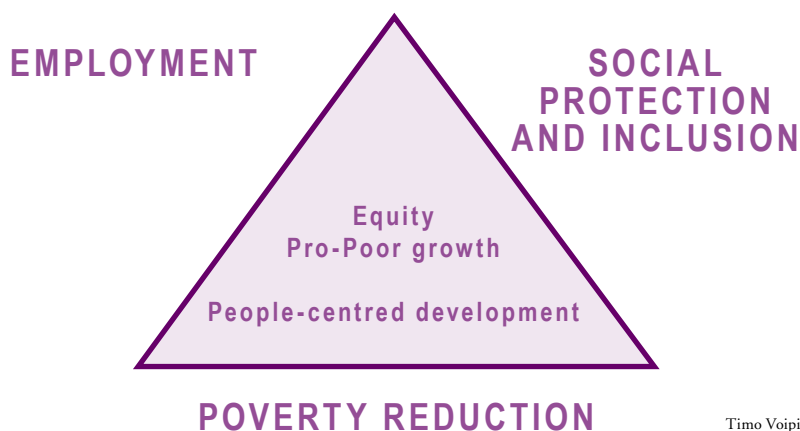 EMPLOYMENT
SOCIAL
PROTECTION
AND INCLUSION
Equity
Pro-Poor growth
People-centred development
POVERTY REDUCTION
Timo Voipi